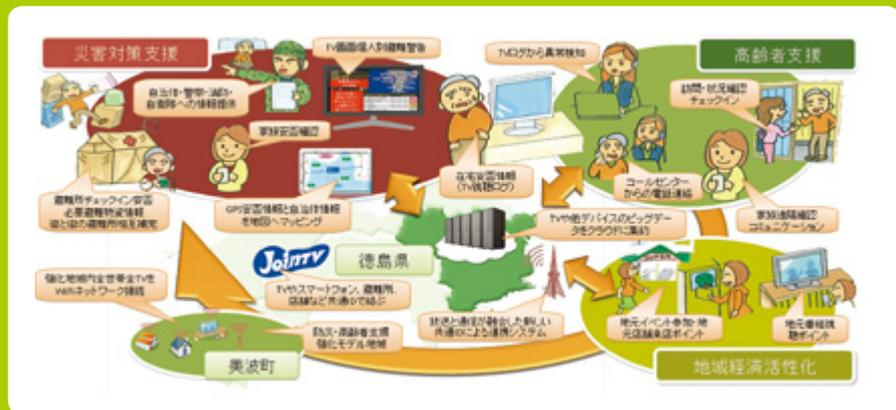 災害対策支援
TV画面個人別避難警告
自治体・警察・消防・
自衛隊への情報提供
家族安否確認
避難所チェックイン安否
必要避難物資情報
GPS安否情報と自治体情報
を地図へマッピング
在宅安否情報
(TV視聴ログ)
TVログから異常検知
高齢者支援
訪問・状況確認
チェックイン
コールセンター
からの電話連絡
家族遠隔確認
コミュニケーション
TVや他デバイスのビッグデー
タをクラウドに集約
徳島県
JoinTV
TVやスマートフォン、避難所、
店舗など共通IDで結ぶ
強化地域内全世帯全TVを
WiFiネットワーク接続
防災・高齢者支援
強化モデル地域
美波町
放送と通信が融合した新しい
共通IDによる連携システム
地元イベント参加・地
元店舗来店ポイント
地元番組視
聴ポイント
地域経済活性化